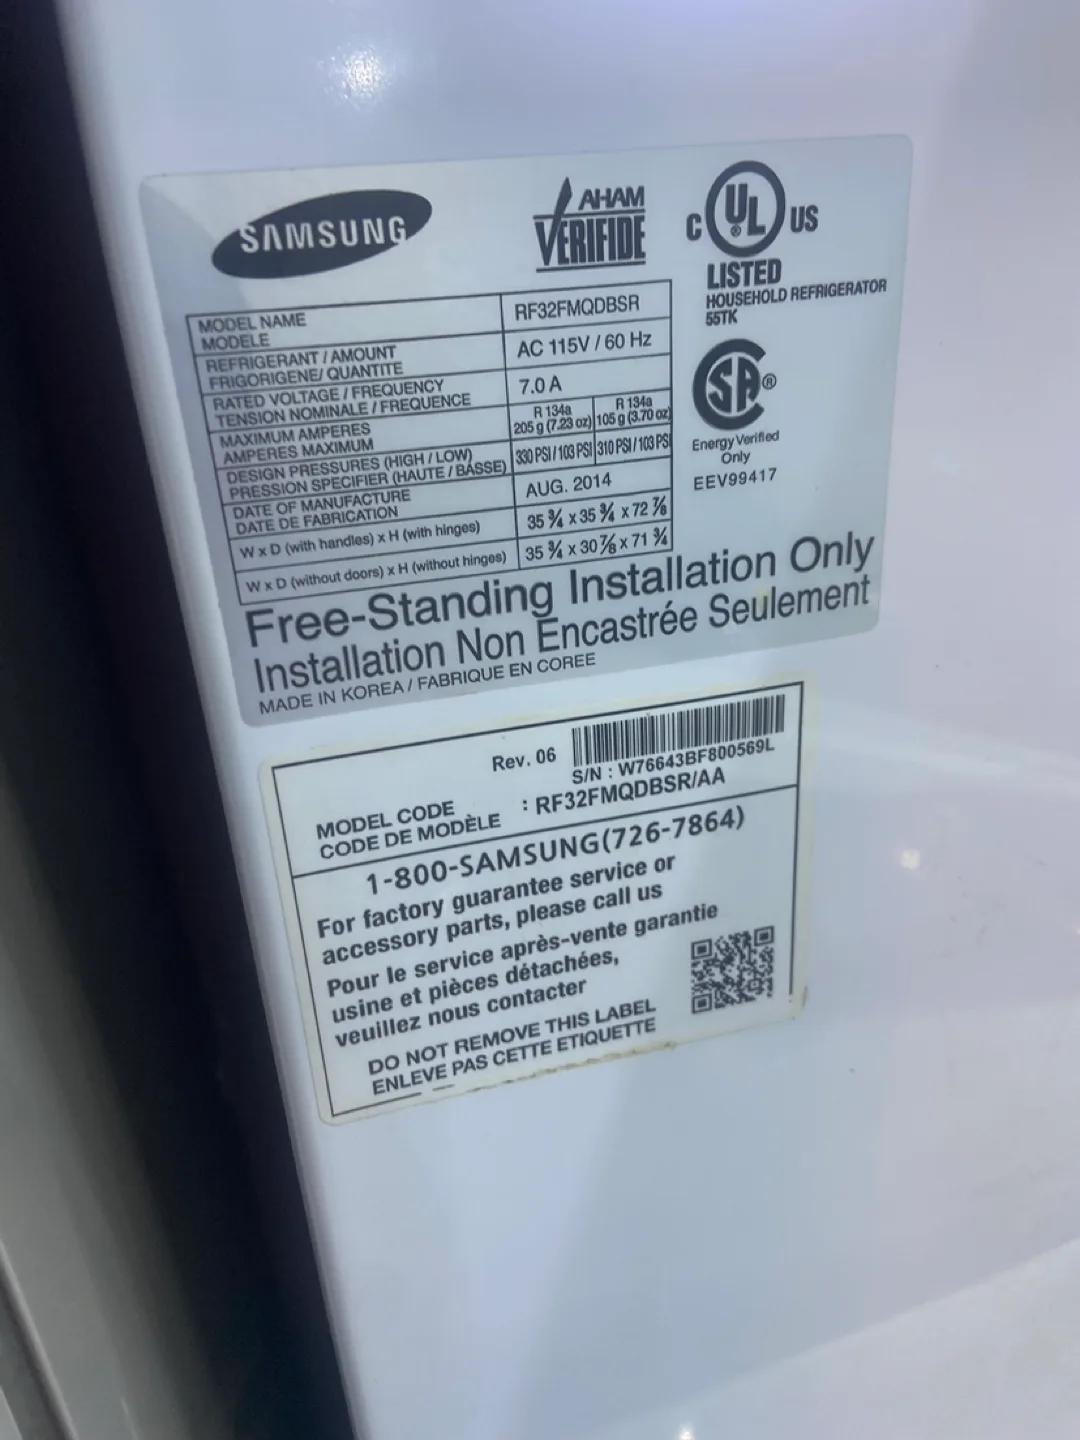 SAMSUNG
AHAM
VERIFIDE
C UL® US
LISTED
HOUSEHOLD REFRIGERATOR
55TK
SA®
Energy Verified
Only
EEV99417
MODEL NAME
MODELE
RF32FMQDBSR
REFRIGERANT / AMOUNT
FRIGORIGENE/ QUANTITE
AC 115V / 60 Hz
RATED VOLTAGE / FREQUENCY
TENSION NOMINALE / FREQUENCE
7.0 A
MAXIMUM AMPERES
AMPERES MAXIMUM
R 134a
205 g (7.23 oz)
R 134a
105 g (3.70 oz)
DESIGN PRESSURES (HIGH / LOW)
PRESSION SPECIFIER (HAUTE / BASSE)
330 PSI / 103 PSI
310 PSI / 103 PSI
DATE OF MANUFACTURE
DATE DE FABRICATION
AUG. 2014
W x D (with handles) x H (with hinges)
35 ¾ x 35 ¾ x 72 ⅞
W x D (without doors) x H (without hinges)
35 ¾ x 30 ⅞ x 71 ¾
Free-Standing Installation Only
Installation Non Encastrée Seulement
MADE IN KOREA / FABRIQUE EN COREE
Rev. 06
S/N : W76643BF800569L
MODEL CODE
CODE DE MODÈLE : RF32FMQDBSR/AA
1-800-SAMSUNG(726-7864)
For factory guarantee service or
accessory parts, please call us
Pour le service après-vente garantie
usine et pièces détachées,
veuillez nous contacter
DO NOT REMOVE THIS LABEL
ENLEVE PAS CETTE ETIQUETTE